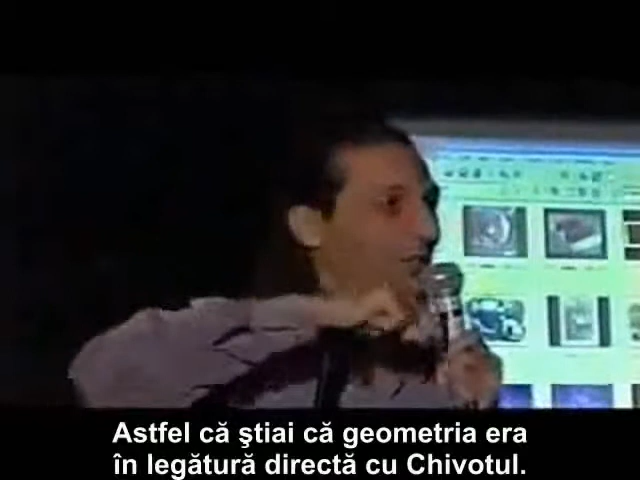 Astfel că ştiai că geometria era
în legătură directă cu Chivotul.